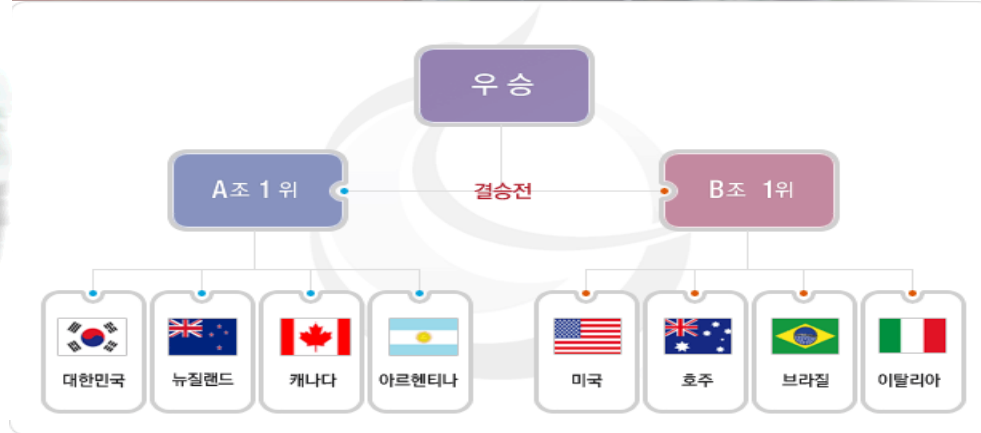 우 승
A조 1 위
결승전
B조 1위
대한민국
뉴질랜드
캐나다
아르헨티나
미국
호주
브라질
이탈리아